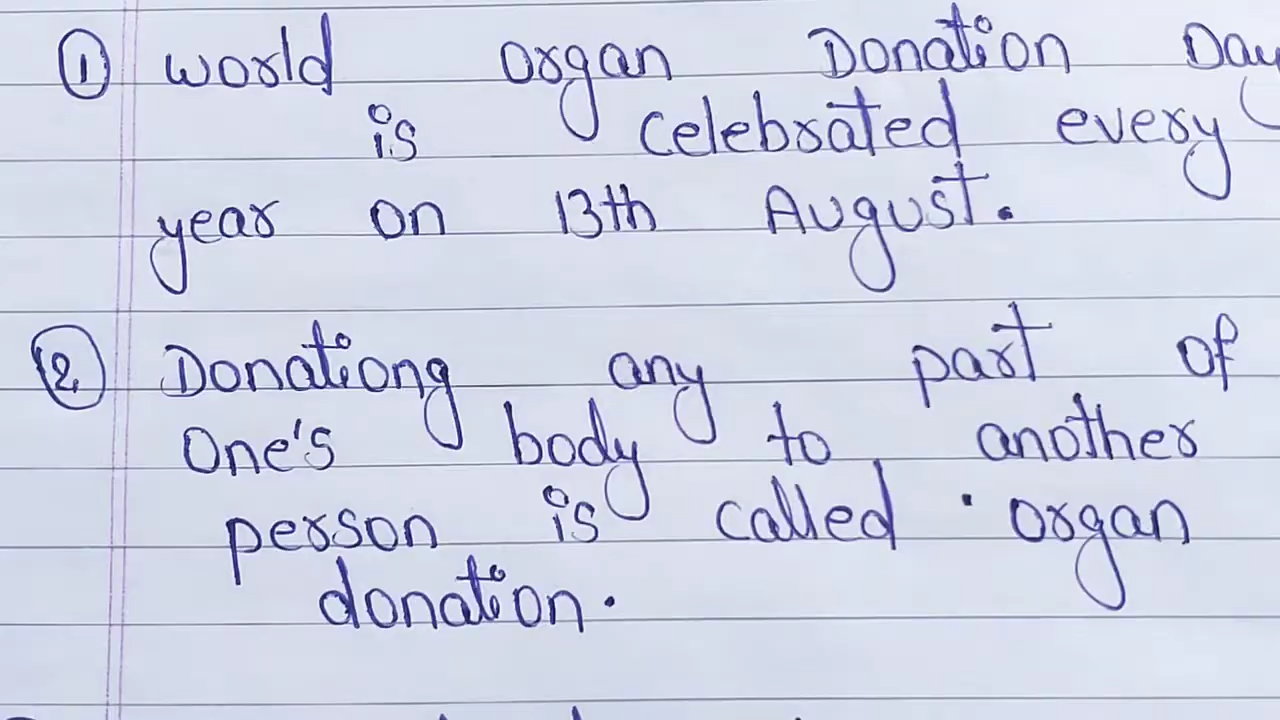 ① world organ Donation Day
is celebrated every
year on 13th August.
② Donationg any part of
one's body to another
person is called organ
donation.